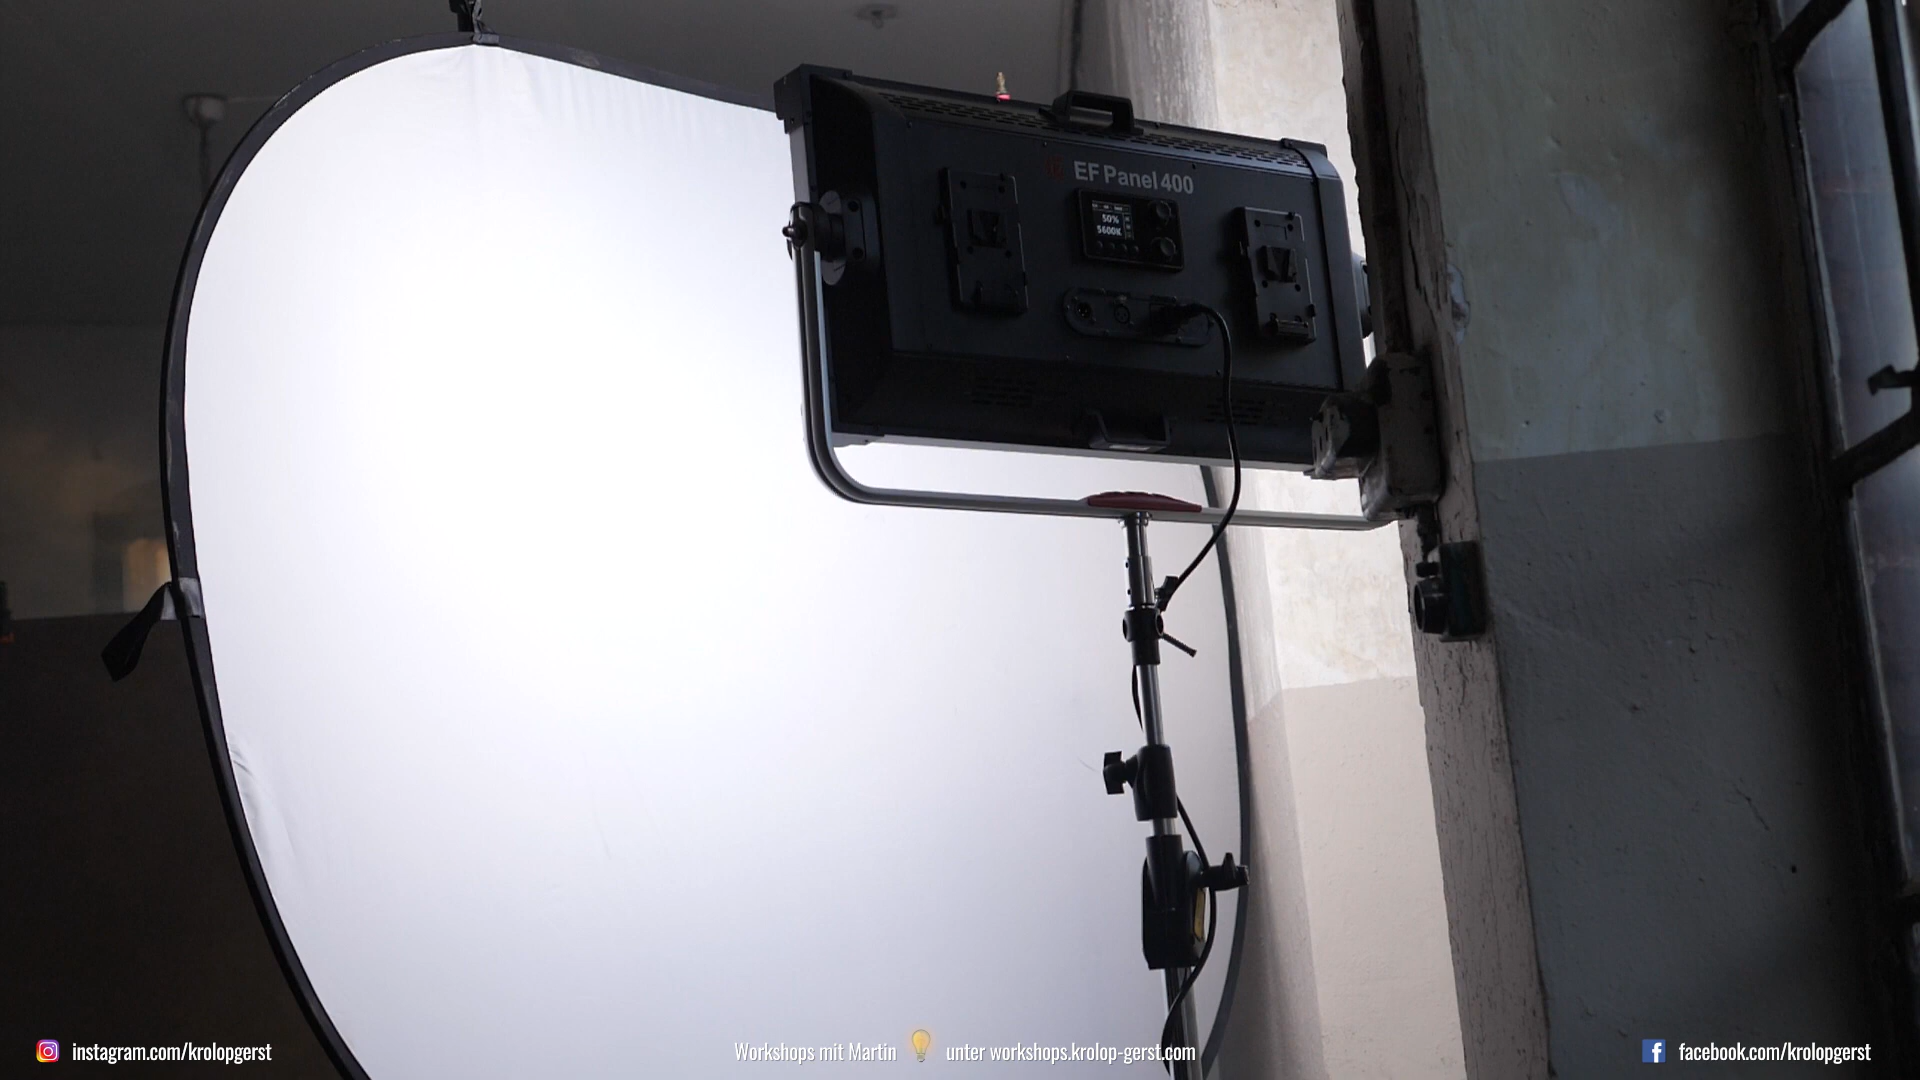 EF Panel 400
50%
5600K
instagram.com/krolopgerst
Workshops mit Martin 💡 unter workshops.krolop-gerst.com
facebook.com/krolopgerst